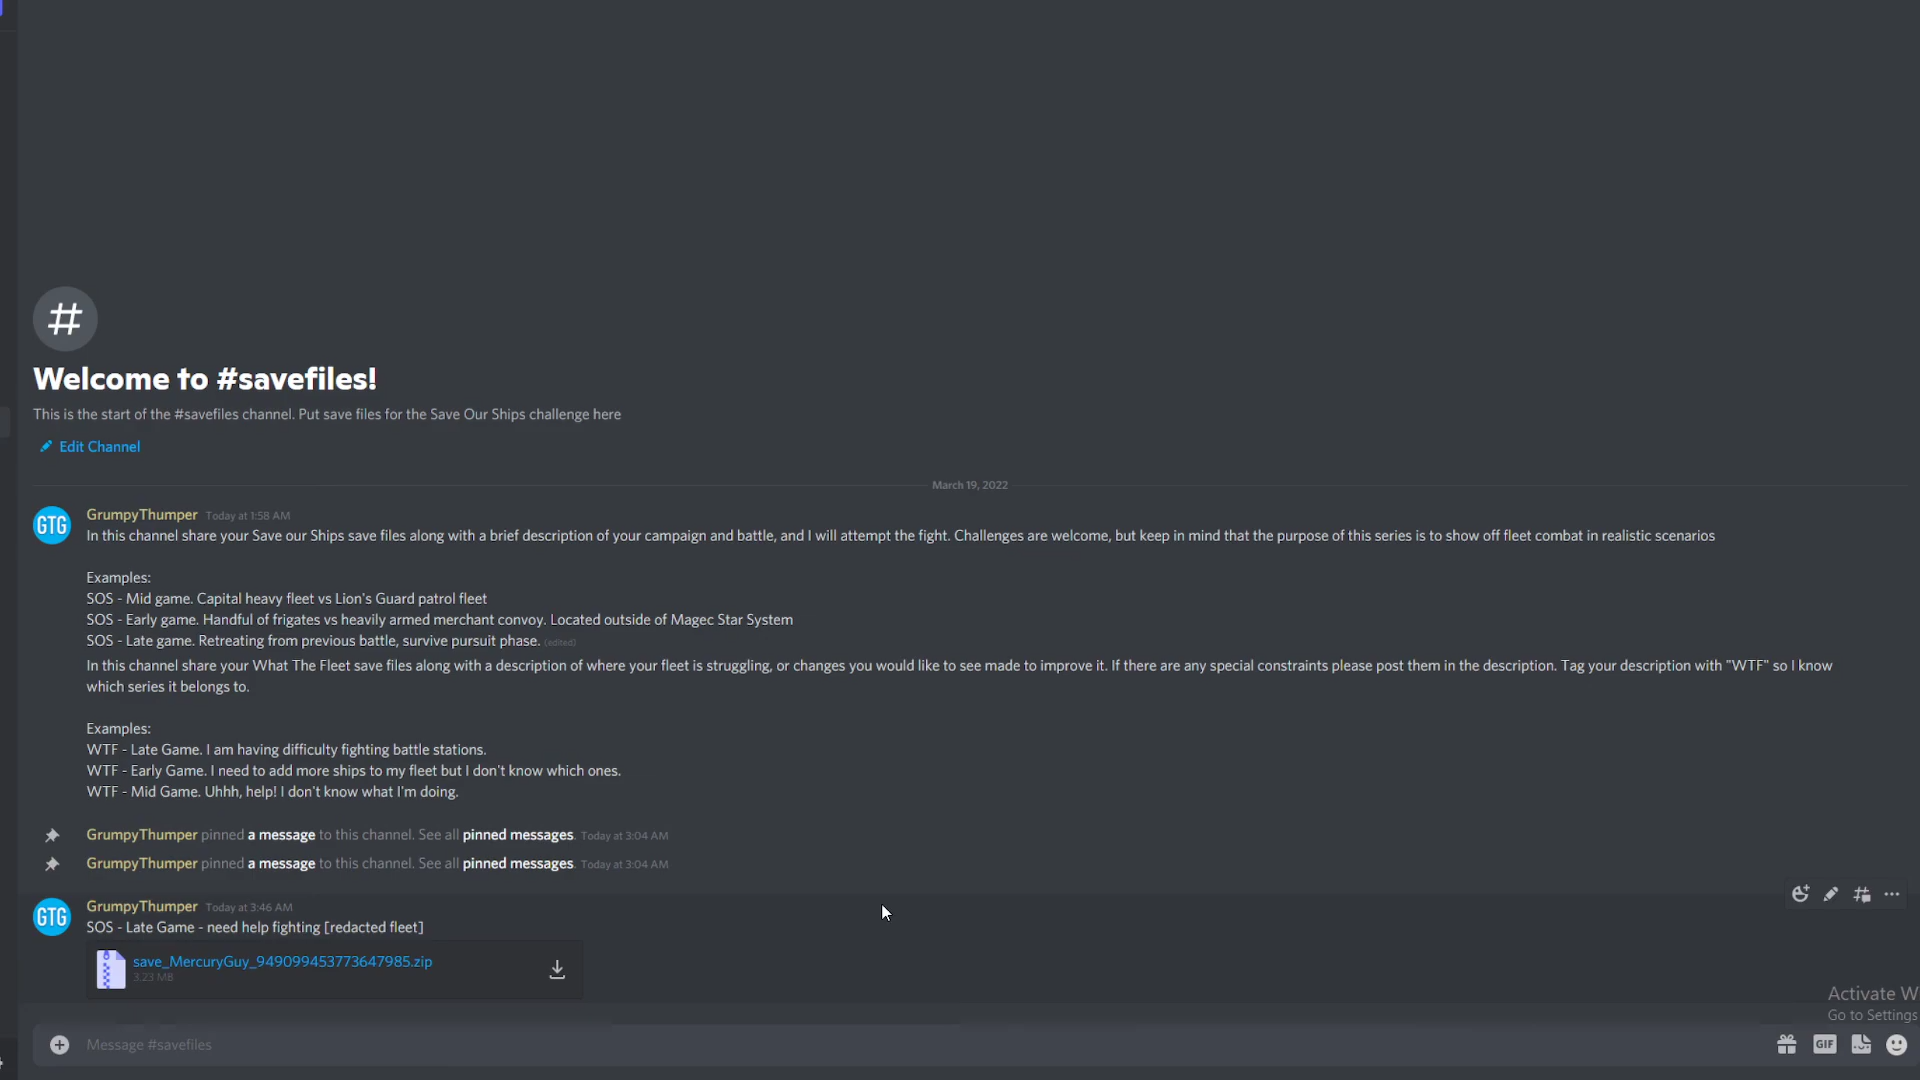 #
Welcome to #savefiles!
This is the start of the #savefiles channel. Put save files for the Save Our Ships challenge here
Edit Channel
March 19, 2022
GTG
GrumpyThumper Today at 1:58 AM
In this channel share your Save our Ships save files along with a brief description of your campaign and battle, and I will attempt the fight. Challenges are welcome, but keep in mind that the purpose of this series is to show off fleet combat in realistic scenarios
Examples:
SOS - Mid game. Capital heavy fleet vs Lion's Guard patrol fleet
SOS - Early game. Handful of frigates vs heavily armed merchant convoy. Located outside of Magec Star System
SOS - Late game. Retreating from previous battle, survive pursuit phase. (edited)
In this channel share your What The Fleet save files along with a description of where your fleet is struggling, or changes you would like to see made to improve it. If there are any special constraints please post them in the description. Tag your description with "WTF" so I know
which series it belongs to.
Examples:
WTF - Late Game. I am having difficulty fighting battle stations.
WTF - Early Game. I need to add more ships to my fleet but I don't know which ones.
WTF - Mid Game. Uhhh, help! I don't know what I'm doing.
GrumpyThumper pinned a message to this channel. See all pinned messages. Today at 3:04 AM
GrumpyThumper pinned a message to this channel. See all pinned messages. Today at 3:04 AM
GTG
GrumpyThumper Today at 3:46 AM
SOS - Late Game - need help fighting [redacted fleet]
save_MercuryGuy_949099453773647985.zip
3.23 MB
Activate W
Go to Settings
Message #savefiles
GIF